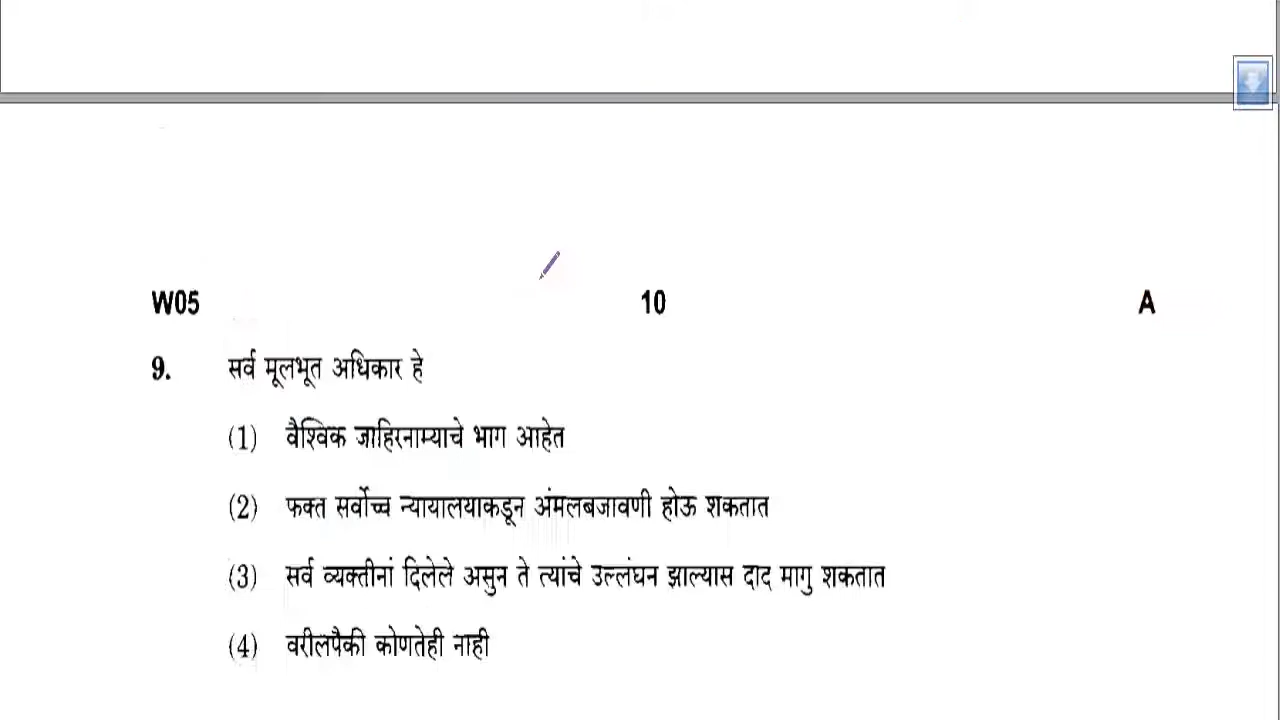 W05 10 A
9. सर्व मूलभूत अधिकार हे
(1) वैश्विक जाहिरनाम्याचे भाग आहेत
(2) फक्त सर्वोच्च न्यायालयाकडून अंमलबजावणी होऊ शकतात
(3) सर्व व्यक्तीनां दिलेले असुन ते त्यांचे उल्लंघन झाल्यास दाद मागु शकतात
(4) वरीलपैकी कोणतेही नाही